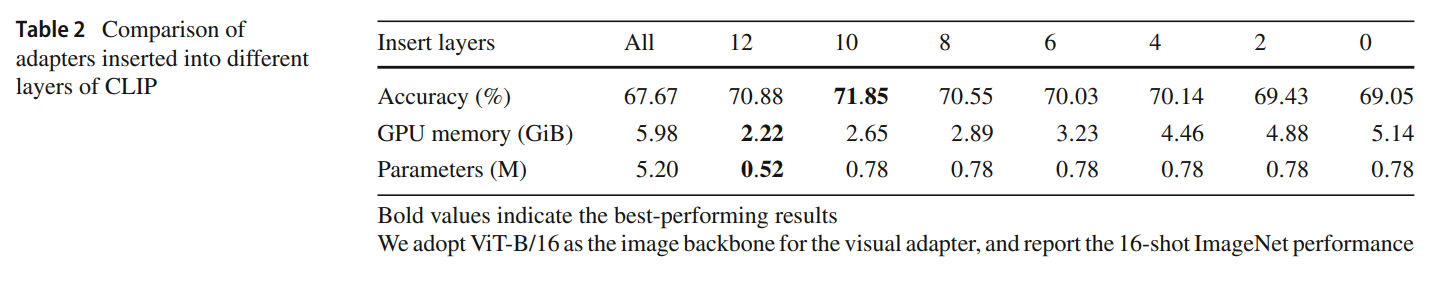 Table 2 Comparison of
adapters inserted into different
layers of CLIP
Insert layers All 12 10 8 6 4 2 0
Accuracy (%) 67.67 70.88 71.85 70.55 70.03 70.14 69.43 69.05
GPU memory (GiB) 5.98 2.22 2.65 2.89 3.23 4.46 4.88 5.14
Parameters (M) 5.20 0.52 0.78 0.78 0.78 0.78 0.78 0.78
Bold values indicate the best-performing results
We adopt ViT-B/16 as the image backbone for the visual adapter, and report the 16-shot ImageNet performance